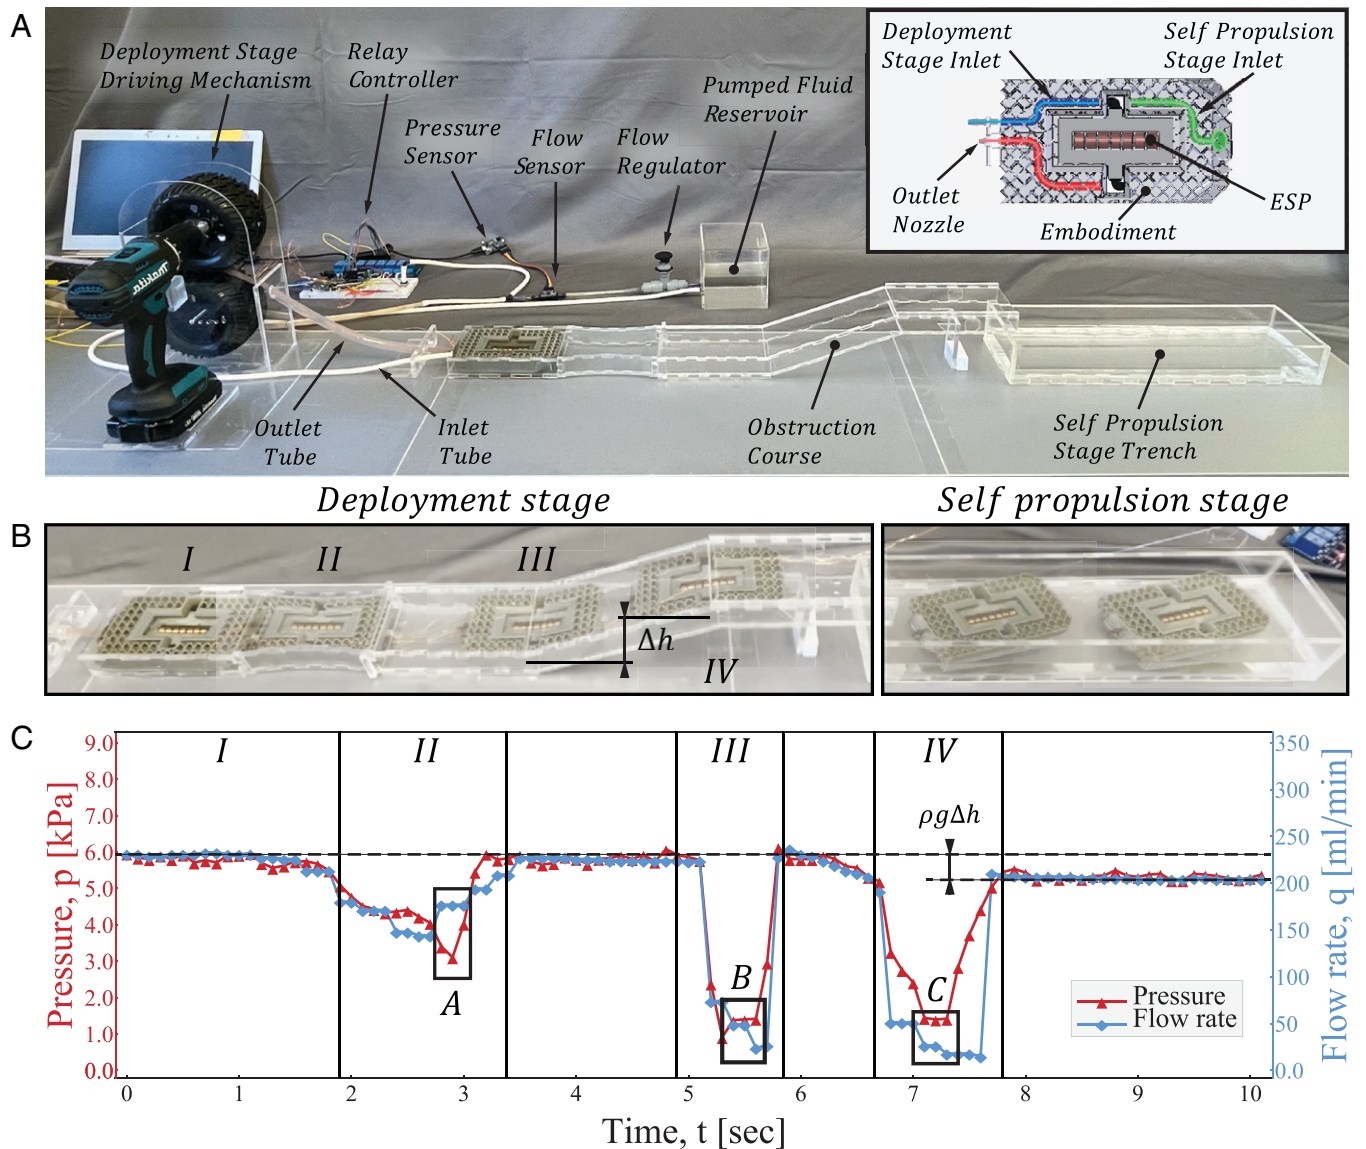 A
Deployment Stage
Driving Mechanism
Relay
Controller
Pressure
Sensor
Flow
Sensor
Flow
Regulator
Pumped Fluid
Reservoir
Deployment
Stage Inlet
Self Propulsion
Stage Inlet
Outlet
Nozzle
Embodiment
ESP
makita
Outlet
Tube
Inlet
Tube
Obstruction
Course
Self Propulsion
Stage Trench
Deployment stage
Self propulsion stage
B
I
II
III
Δh
IV
C
I
II
III
IV
9.0
8.0
7.0
6.0
5.0
4.0
3.0
2.0
1.0
0.0
Pressure, p [kPa]
350
300
250
200
150
100
50
0.0
Flow rate, q [ml/min]
ρgΔh
A
B
C
Pressure
Flow rate
0
1
2
3
4
5
6
7
8
9
10
Time, t [sec]